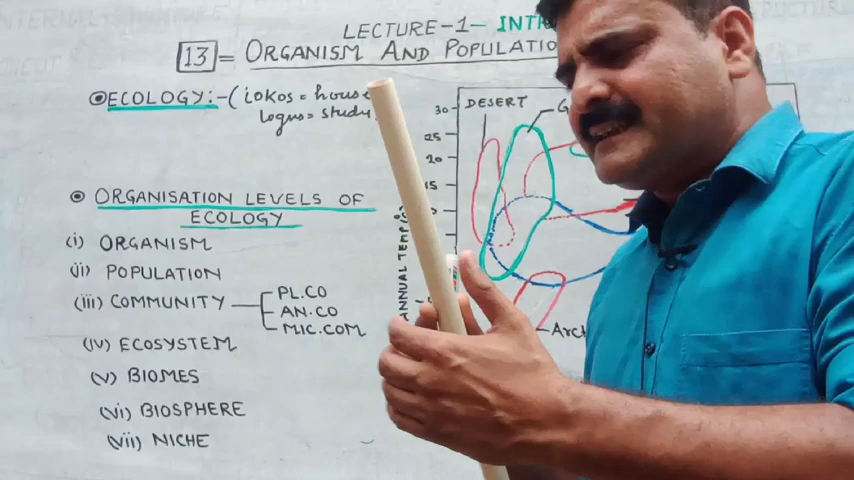 LECTURE-1- INTR
13 = ORGANISM AND POPULATIO
ECOLOGY:-( iokos = house
logus = study
ORGANISATION LEVELS OF
ECOLOGY
(i) ORGANISM
(ii) POPULATION
(iii) COMMUNITY
PL.CO
AN.CO
MIC.COM
(iv) ECOSYSTEM
(v) BIOMES
(vi) BIOSPHERE
(vii) NICHE
DESERT
G
30
25
20
15
ANNUAL TEMP
Arc